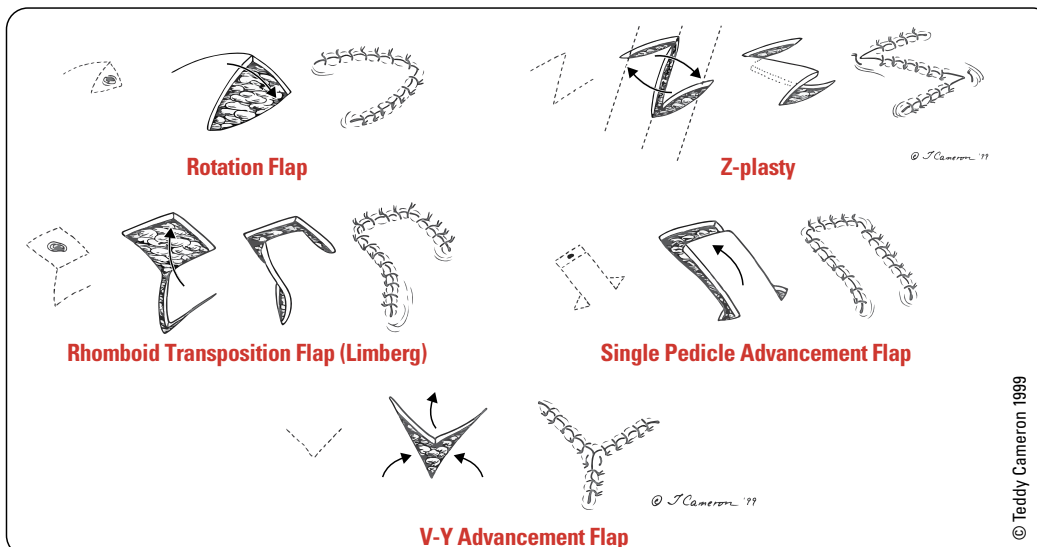 Rotation Flap
Z-plasty
© T Cameron '99
Rhomboid Transposition Flap (Limberg)
Single Pedicle Advancement Flap
© T Cameron '99
V-Y Advancement Flap
© Teddy Cameron 1999